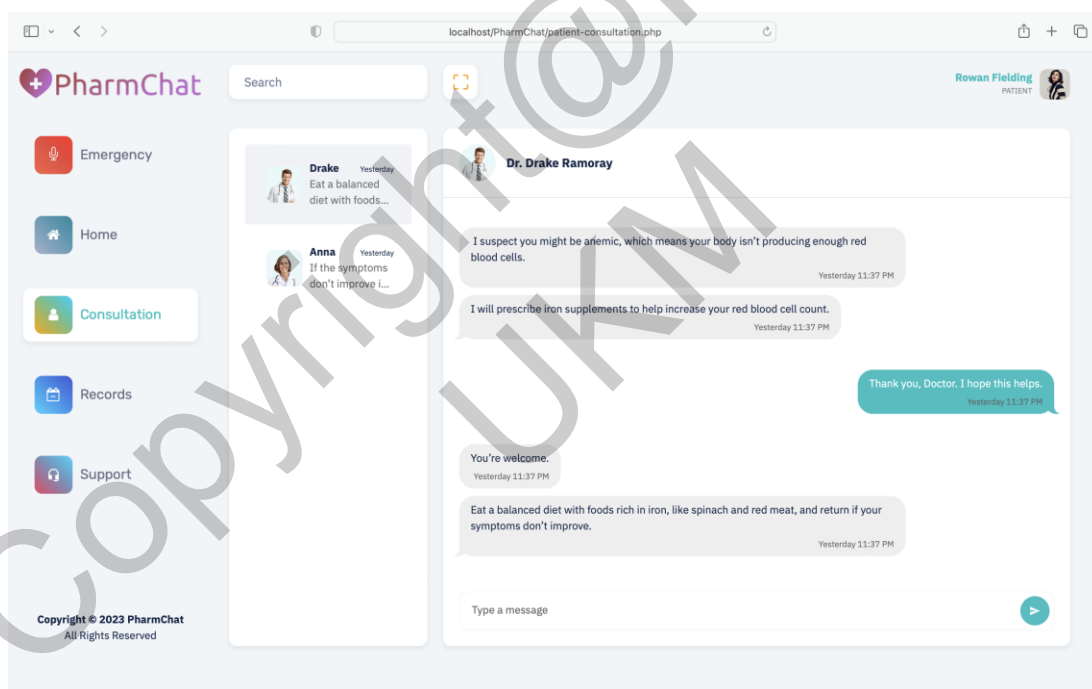 localhost/PharmChat/patient-consultation.php
PharmChat
Search
Rowan Fielding
PATIENT
Emergency
Home
Consultation
Records
Support
Copyright © 2023 PharmChat
All Rights Reserved
Drake Yesterday
Eat a balanced
diet with foods...
Anna Yesterday
If the symptoms
don't improve i...
Dr. Drake Ramoray
I suspect you might be anemic, which means your body isn't producing enough red
blood cells.
Yesterday 11:37 PM
I will prescribe iron supplements to help increase your red blood cell count.
Yesterday 11:37 PM
Thank you, Doctor. I hope this helps.
Yesterday 11:37 PM
You're welcome.
Yesterday 11:37 PM
Eat a balanced diet with foods rich in iron, like spinach and red meat, and return if your
symptoms don't improve.
Yesterday 11:37 PM
Type a message
Copyright@
UKM